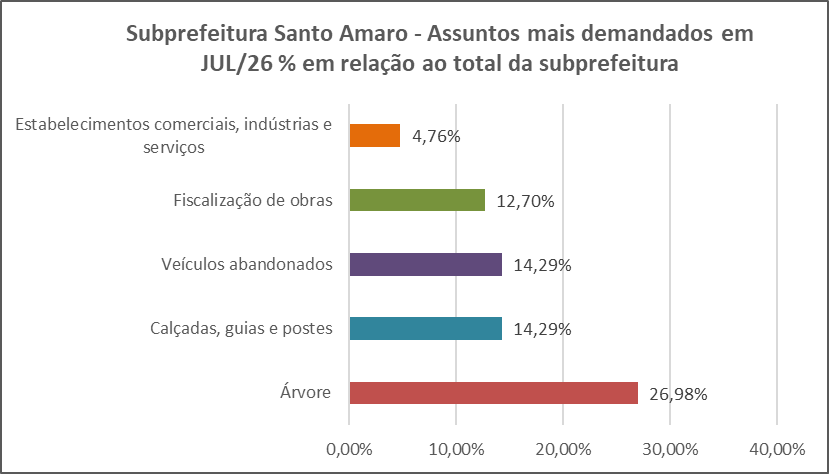 Subprefeitura Santo Amaro - Assuntos mais demandados em
JUL/26 % em relação ao total da subprefeitura
Estabelecimentos comerciais, indústrias e
serviços
4,76%
Fiscalização de obras
12,70%
Veículos abandonados
14,29%
Calçadas, guias e postes
14,29%
Árvore
26,98%
0,00% 10,00% 20,00% 30,00% 40,00%